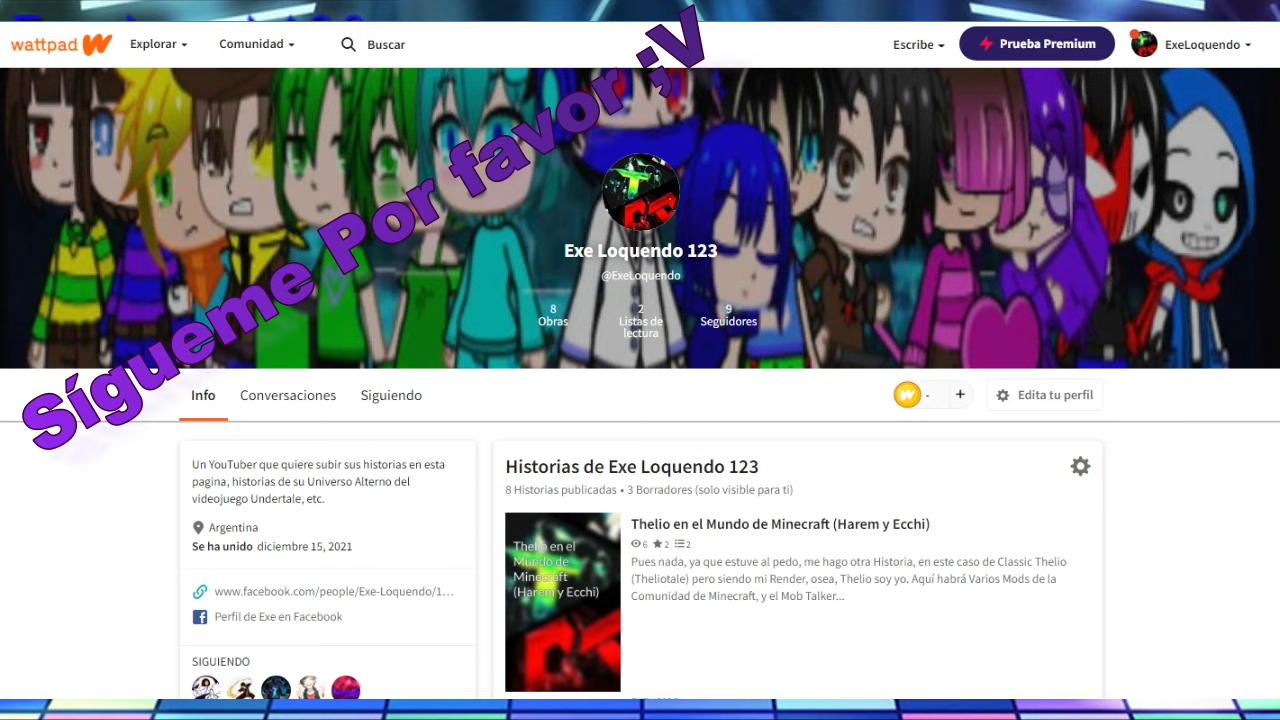 wattpad
Explorar
Comunidad
Buscar
Escribe
Prueba Premium
ExeLoquendo
Sígueme Por favor ;V
Exe Loquendo 123
@ExeLoquendo
8
Obras
2
Listas de
lectura
9
Seguidores
Info
Conversaciones
Siguiendo
-
+
Edita tu perfil
Un YouTuber que quiere subir sus historias en esta
pagina, historias de su Universo Alterno del
videojuego Undertale, etc.
Argentina
Se ha unido diciembre 15, 2021
www.facebook.com/people/Exe-Loquendo/1...
Perfil de Exe en Facebook
SIGUIENDO
Historias de Exe Loquendo 123
8 Historias publicadas • 3 Borradores (solo visible para ti)
Thelio en el
Mundo de
Minecraft
(Harem y Ecchi)
Thelio en el Mundo de Minecraft (Harem y Ecchi)
6 2 2
Pues nada, ya que estuve al pedo, me hago otra Historia, en este caso de Classic Thelio
(Theliotale) pero siendo mi Render, osea, Thelio soy yo. Aquí habrá Varios Mods de la
Comunidad de Minecraft, y el Mob Talker...